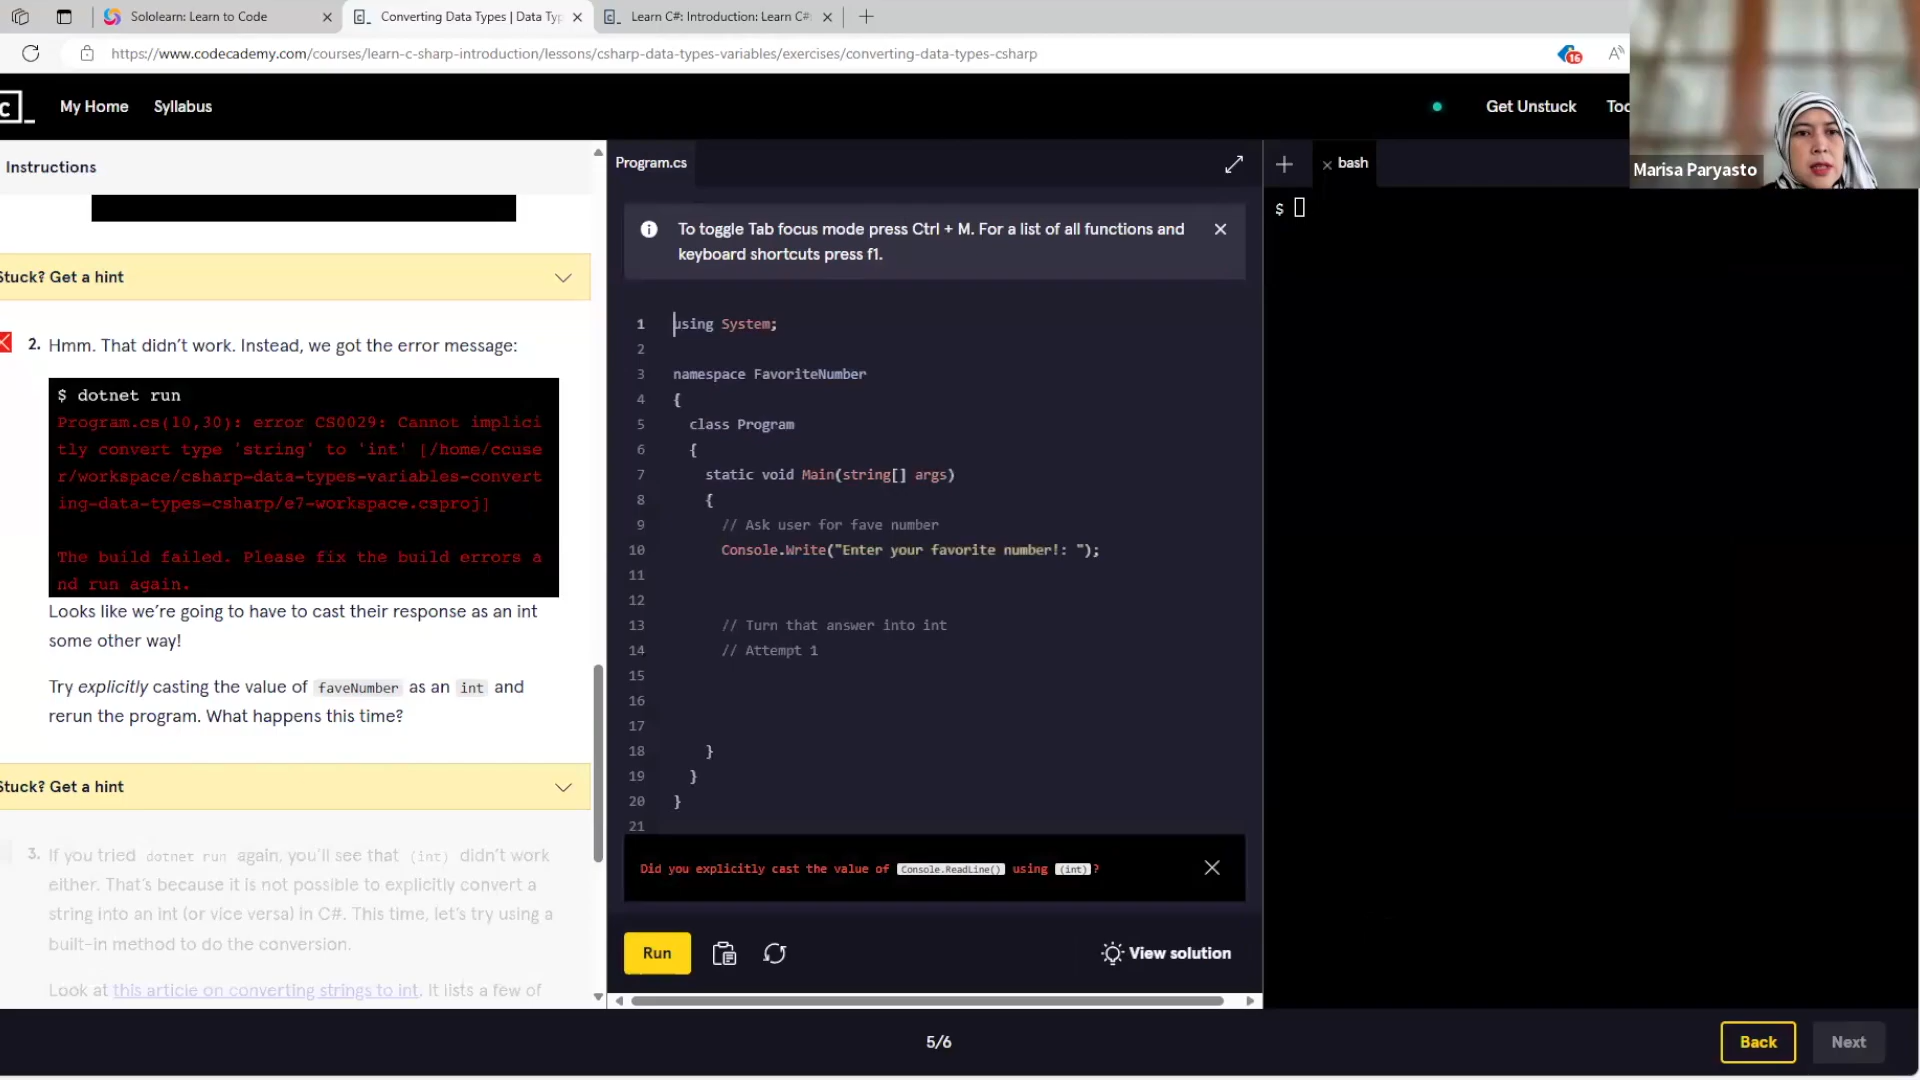 Sololearn: Learn to Code
Converting Data Types | Data Typ
Learn C#: Introduction: Learn C#
https://www.codecademy.com/courses/learn-c-sharp-introduction/lessons/csharp-data-types-variables/exercises/converting-data-types-csharp
16
My Home
Syllabus
Get Unstuck
Too
Marisa Paryasto
Instructions
Stuck? Get a hint
2. Hmm. That didn't work. Instead, we got the error message:
$ dotnet run
Program.cs(10,30): error CS0029: Cannot implici
tly convert type 'string' to 'int' [/home/ccuse
r/workspace/csharp-data-types-variables-convert
ing-data-types-csharp/e7-workspace.csproj]
The build failed. Please fix the build errors a
nd run again.
Looks like we're going to have to cast their response as an int
some other way!
Try explicitly casting the value of faveNumber as an int and
rerun the program. What happens this time?
Stuck? Get a hint
3. If you tried dotnet run again, you'll see that (int) didn't work
either. That's because it is not possible to explicitly convert a
string into an int (or vice versa) in C#. This time, let's try using a
built-in method to do the conversion.
Look at this article on converting strings to int. It lists a few of
Program.cs
To toggle Tab focus mode press Ctrl + M. For a list of all functions and
keyboard shortcuts press f1.
1 using System;
2
3 namespace FavoriteNumber
4 {
5 class Program
6 {
7 static void Main(string[] args)
8 {
9 // Ask user for fave number
10 Console.Write("Enter your favorite number!: ");
11
12
13 // Turn that answer into int
14 // Attempt 1
15
16
17
18 }
19 }
20 }
21
Did you explicitly cast the value of Console.ReadLine() using (int)?
Run
View solution
bash
$
5/6
Back
Next